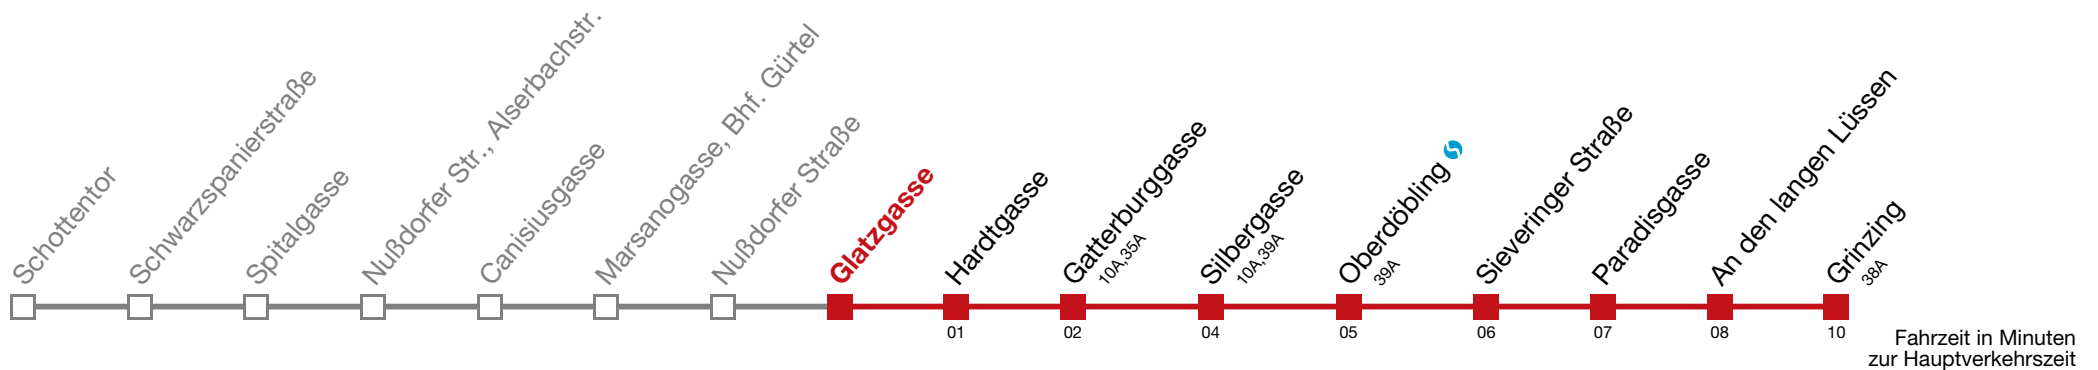 Schottentor
Schwarzspanierstraße
Spitalgasse
Nußdorfer Str., Alserbachstr.
Canisiusgasse
Marsanogasse, Bhf. Gürtel
Nußdorfer Straße
Glatzgasse
Hardtgasse
01
Gatterburggasse
10A,35A
02
Silbergasse
10A,39A
04
Oberdöbling
39A
05
Sieveringer Straße
06
Paradisgasse
07
An den langen Lüssen
08
Grinzing
38A
10
Fahrzeit in Minuten
zur Hauptverkehrszeit